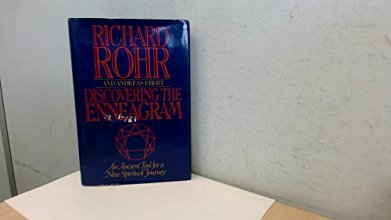 RICHARD
ROHR
AND ANDREAS EBERT
DISCOVERING THE
ENNEAGRAM
An Ancient Tool for a
New Spiritual Journey